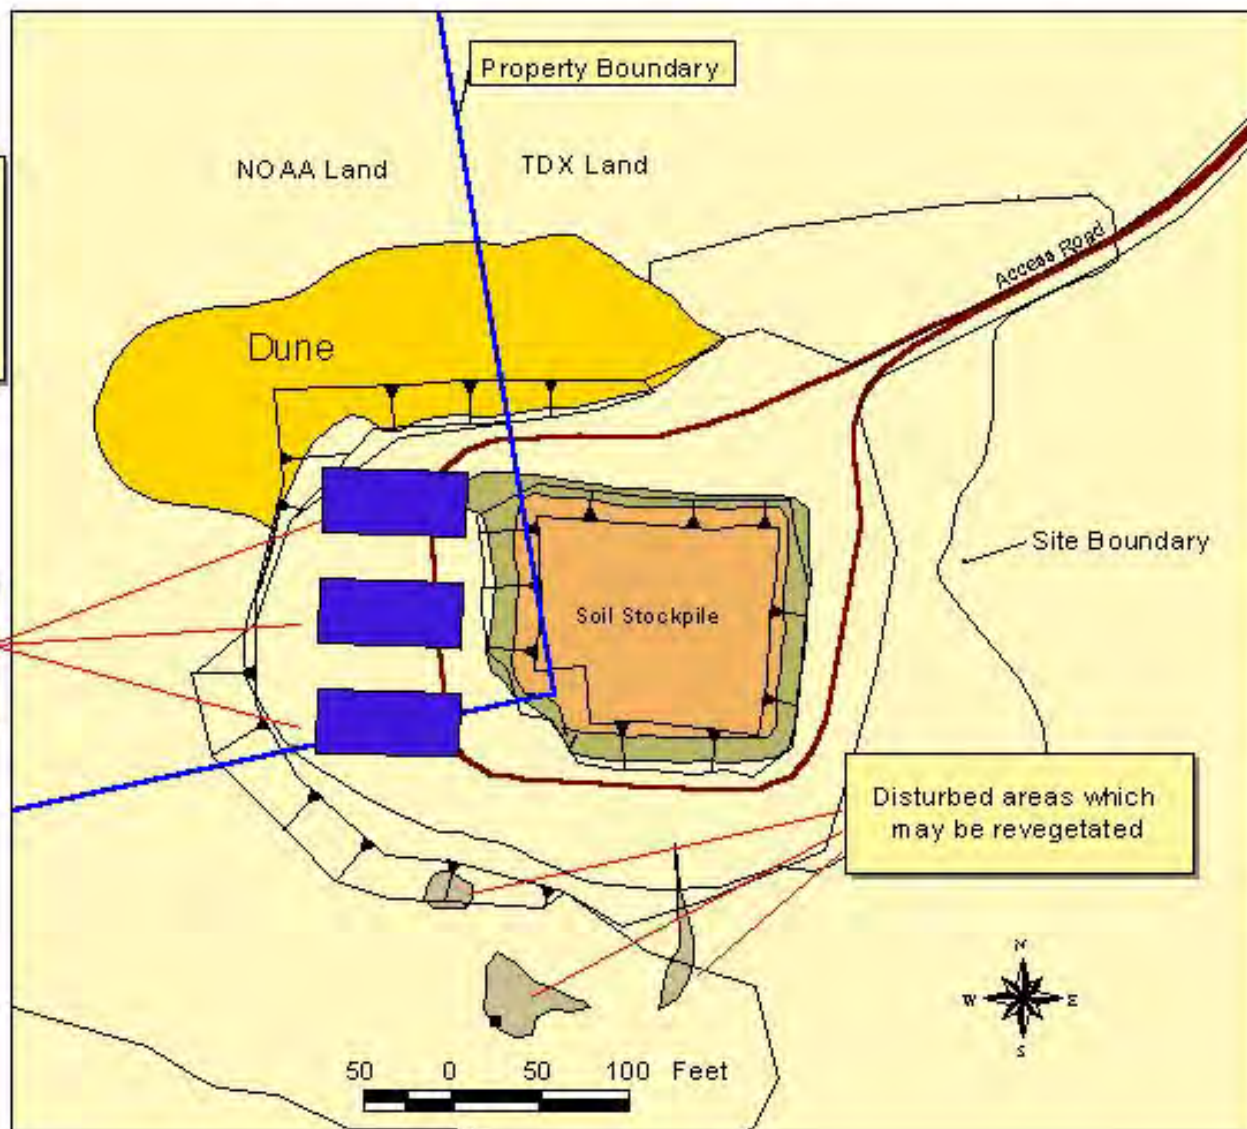 Property Boundary
NOAA Land
TDX Land
Access Road
Dune
Site Boundary
Soil Stockpile
Disturbed areas which
may be revegetated
N
W E
S
50 0 50 100 Feet